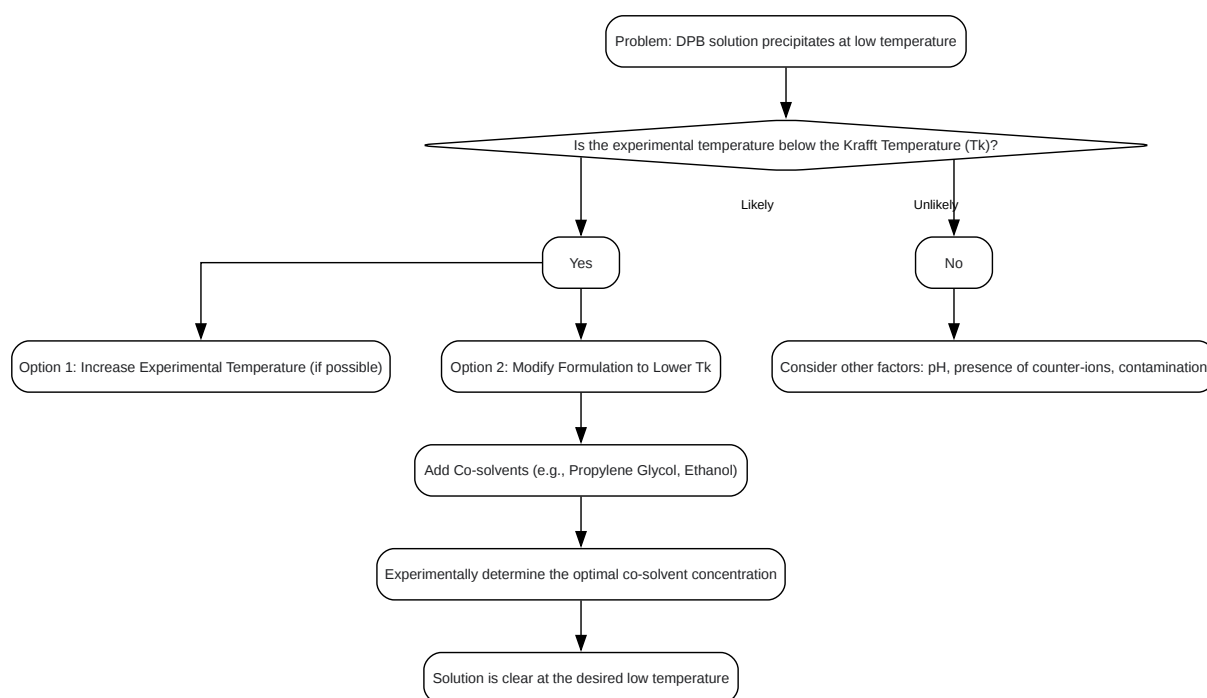 Problem: DPB solution precipitates at low temperature
Is the experimental temperature below the Krafft Temperature (Tk)?
Likely
Unlikely
Yes
No
Option 1: Increase Experimental Temperature (if possible)
Option 2: Modify Formulation to Lower Tk
Consider other factors: pH, presence of counter-ions, contamination
Add Co-solvents (e.g., Propylene Glycol, Ethanol)
Experimentally determine the optimal co-solvent concentration
Solution is clear at the desired low temperature